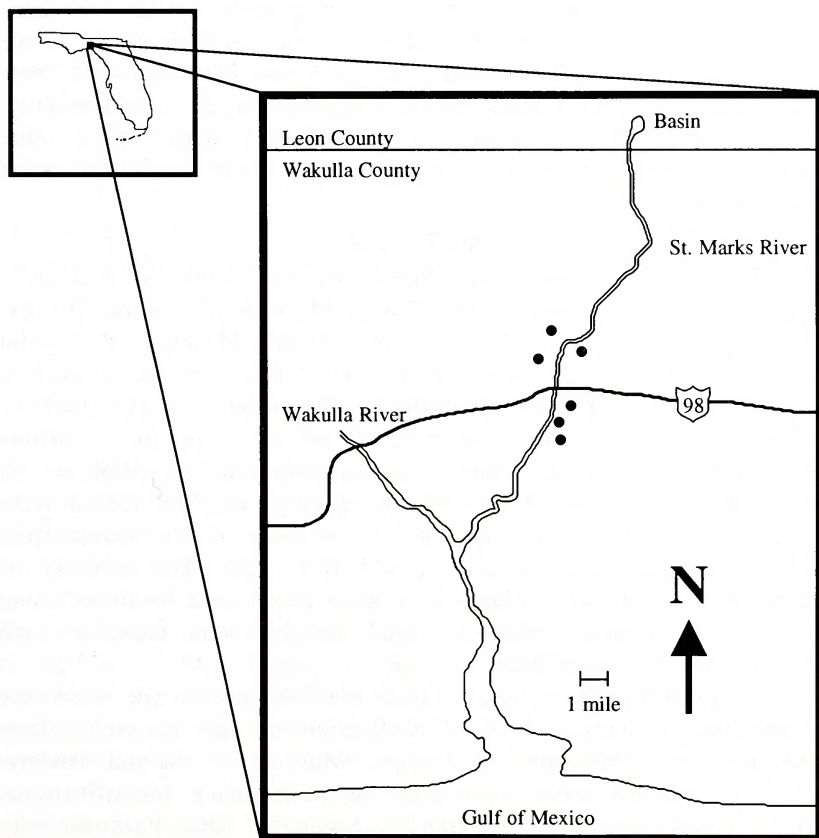 Basin
Leon County
Wakulla County
St. Marks River
Wakulla River
98
N
1 mile
Gulf of Mexico